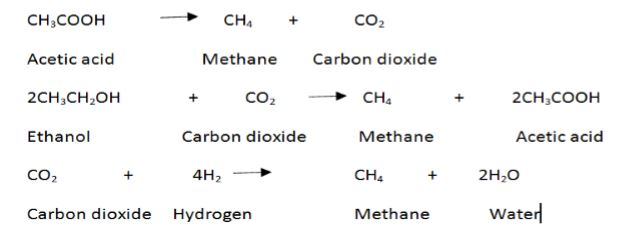 CH₃COOH → CH₄ + CO₂
Acetic acid Methane Carbon dioxide
2CH₃CH₂OH + CO₂ → CH₄ + 2CH₃COOH
Ethanol Carbon dioxide Methane Acetic acid
CO₂ + 4H₂ → CH₄ + 2H₂O
Carbon dioxide Hydrogen Methane Water